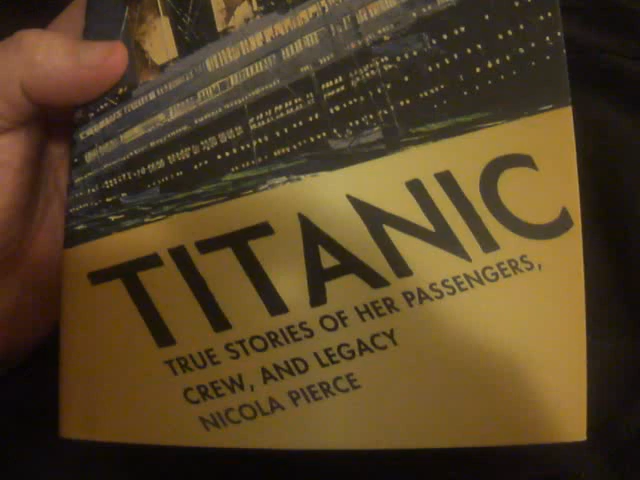 TITANIC
TRUE STORIES OF HER PASSENGERS,
CREW, AND LEGACY
NICOLA PIERCE